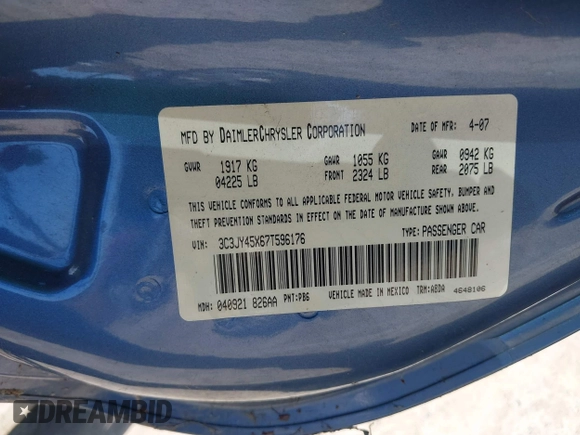 MFD BY DAIMLERCHRYSLER CORPORATION DATE OF MFR: 4-07
GVWR 1917 KG GAWR 1055 KG GAWR 0942 KG
04225 LB FRONT 2324 LB REAR 2075 LB
THIS VEHICLE CONFORMS TO ALL APPLICABLE FEDERAL MOTOR VEHICLE SAFETY, BUMPER AND
THEFT PREVENTION STANDARDS IN EFFECT ON THE DATE OF MANUFACTURE SHOWN ABOVE.
VIN: 3C3JY45X67T596176 TYPE: PASSENGER CAR
MDH: 040921 826AA PNT:PB6 VEHICLE MADE IN MEXICO TRM:ABDA 4648106
DREAMBID